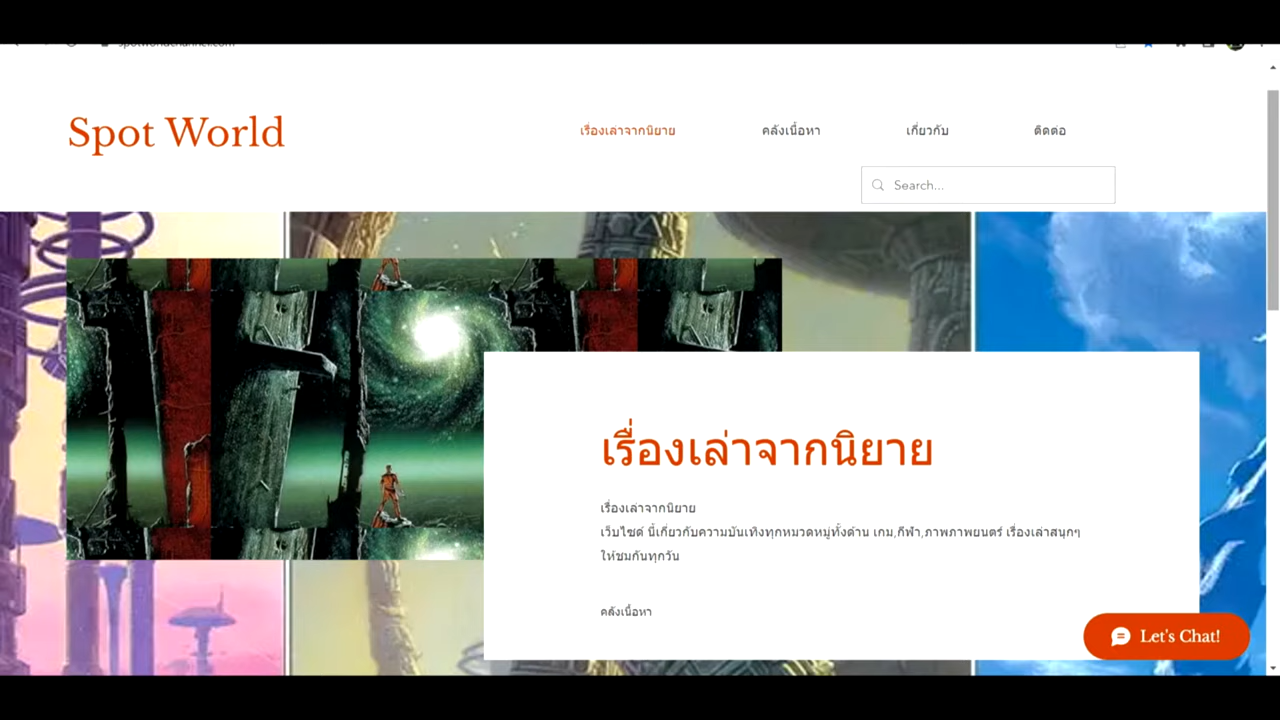 Spot World
เรื่องเล่าจากนิยาย
คลังเนื้อหา
เกี่ยวกับ
ติดต่อ
Search...
เรื่องเล่าจากนิยาย
เรื่องเล่าจากนิยาย
เว็บไซด์ นี้เกี่ยวกับความบันเทิงทุกหมวดหมู่ทั้งด้าน เกม,กีฬา,ภาพภาพยนตร์ เรื่องเล่าสนุกๆ
ให้ชมกันทุกวัน
คลังเนื้อหา
Let's Chat!